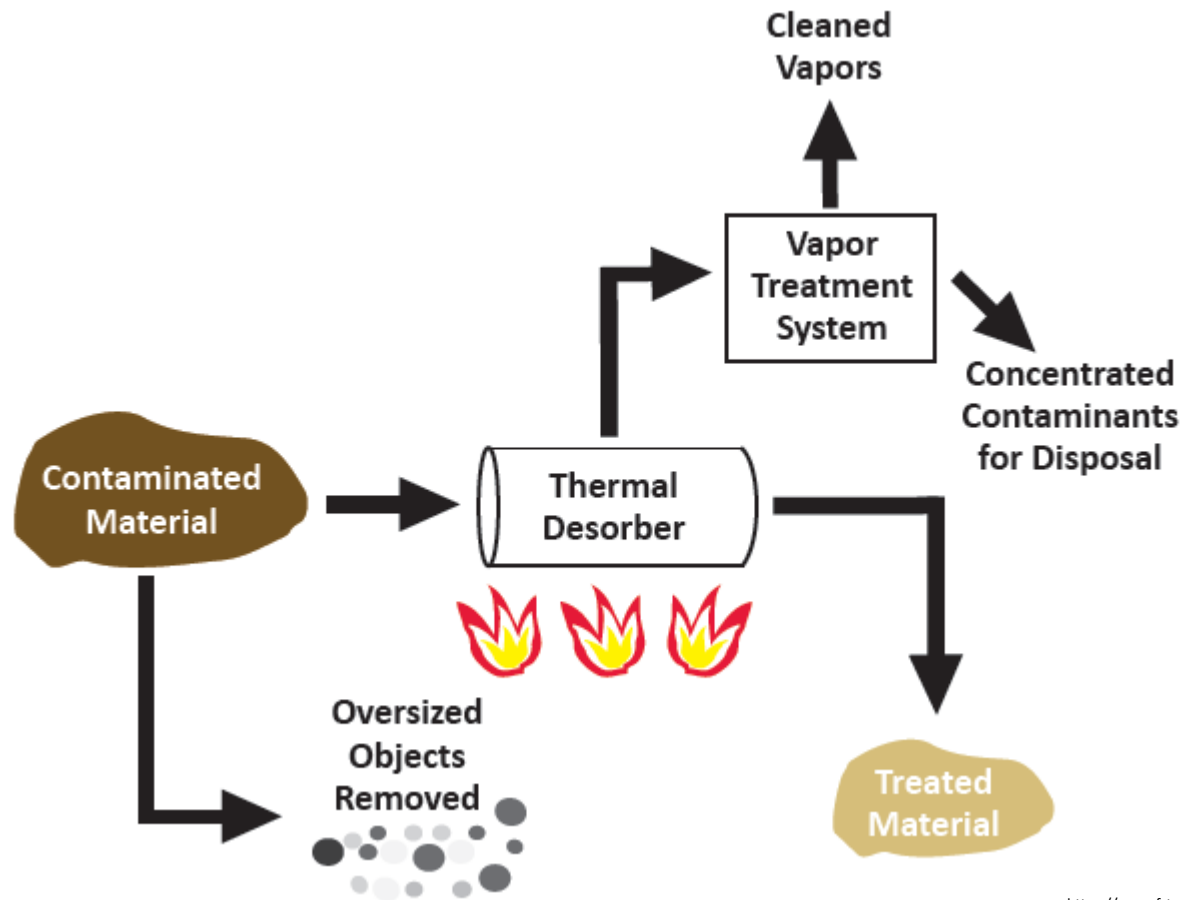 Cleaned
Vapors
Vapor
Treatment
System
Concentrated
Contaminants
for Disposal
Contaminated
Material
Thermal
Desorber
Oversized
Objects
Removed
Treated
Material